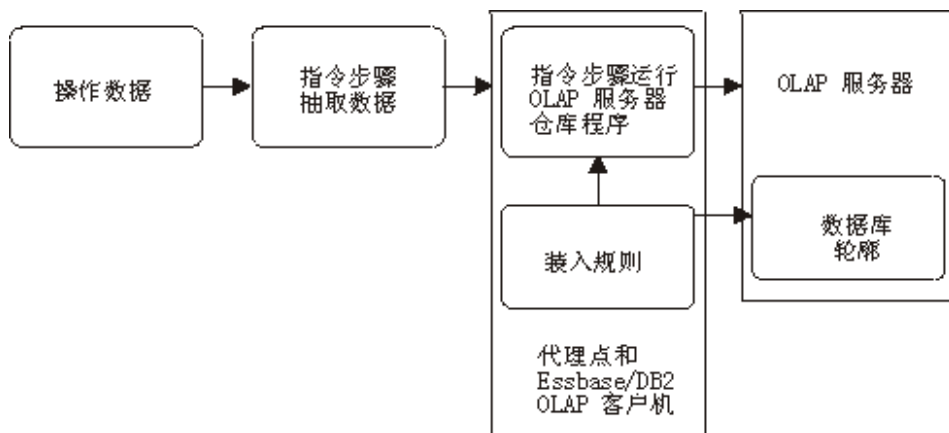 操作数据
指令步骤
抽取数据
指令步骤运行
OLAP 服务器
仓库程序
OLAP 服务器
装入规则
数据库
轮廓
代理点和
Essbase/DB2
OLAP 客户机